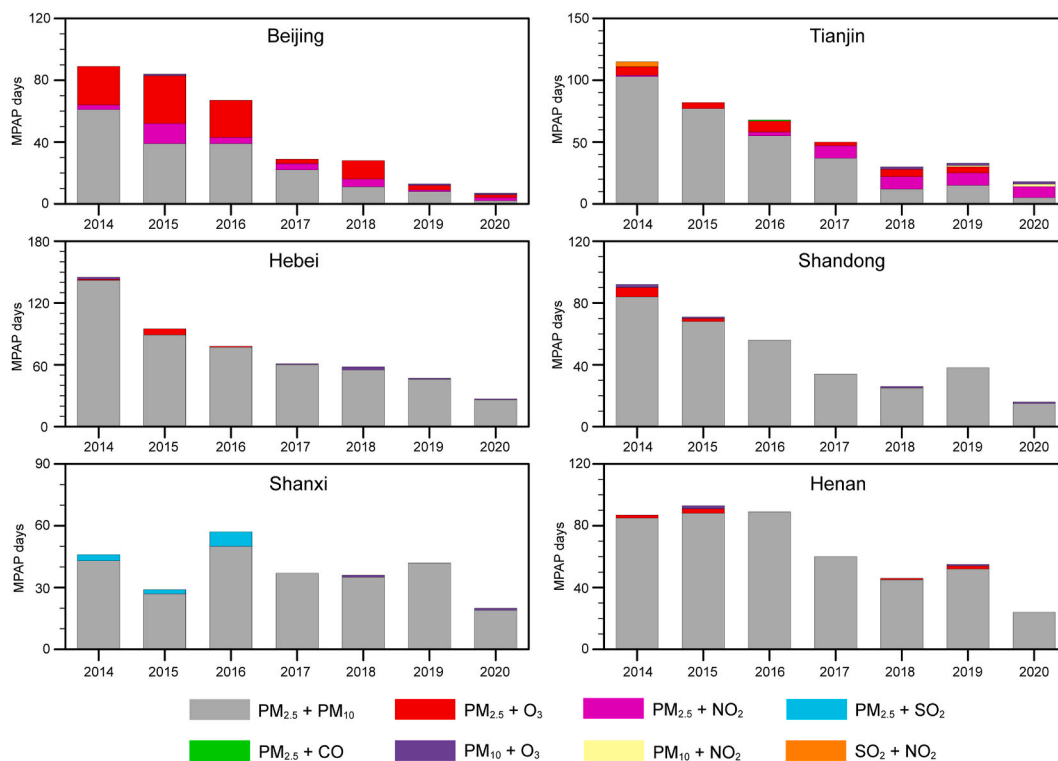 Beijing
MPAP days
120
80
40
0
2014 2015 2016 2017 2018 2019 2020
Tianjin
MPAP days
150
100
50
0
2014 2015 2016 2017 2018 2019 2020
Hebei
MPAP days
180
120
60
0
2014 2015 2016 2017 2018 2019 2020
Shandong
MPAP days
120
80
40
0
2014 2015 2016 2017 2018 2019 2020
Shanxi
MPAP days
90
60
30
0
2014 2015 2016 2017 2018 2019 2020
Henan
MPAP days
120
80
40
0
2014 2015 2016 2017 2018 2019 2020
PM₂.₅ + PM₁₀ PM₂.₅ + O₃ PM₂.₅ + NO₂ PM₂.₅ + SO₂
PM₂.₅ + CO PM₁₀ + O₃ PM₁₀ + NO₂ SO₂ + NO₂